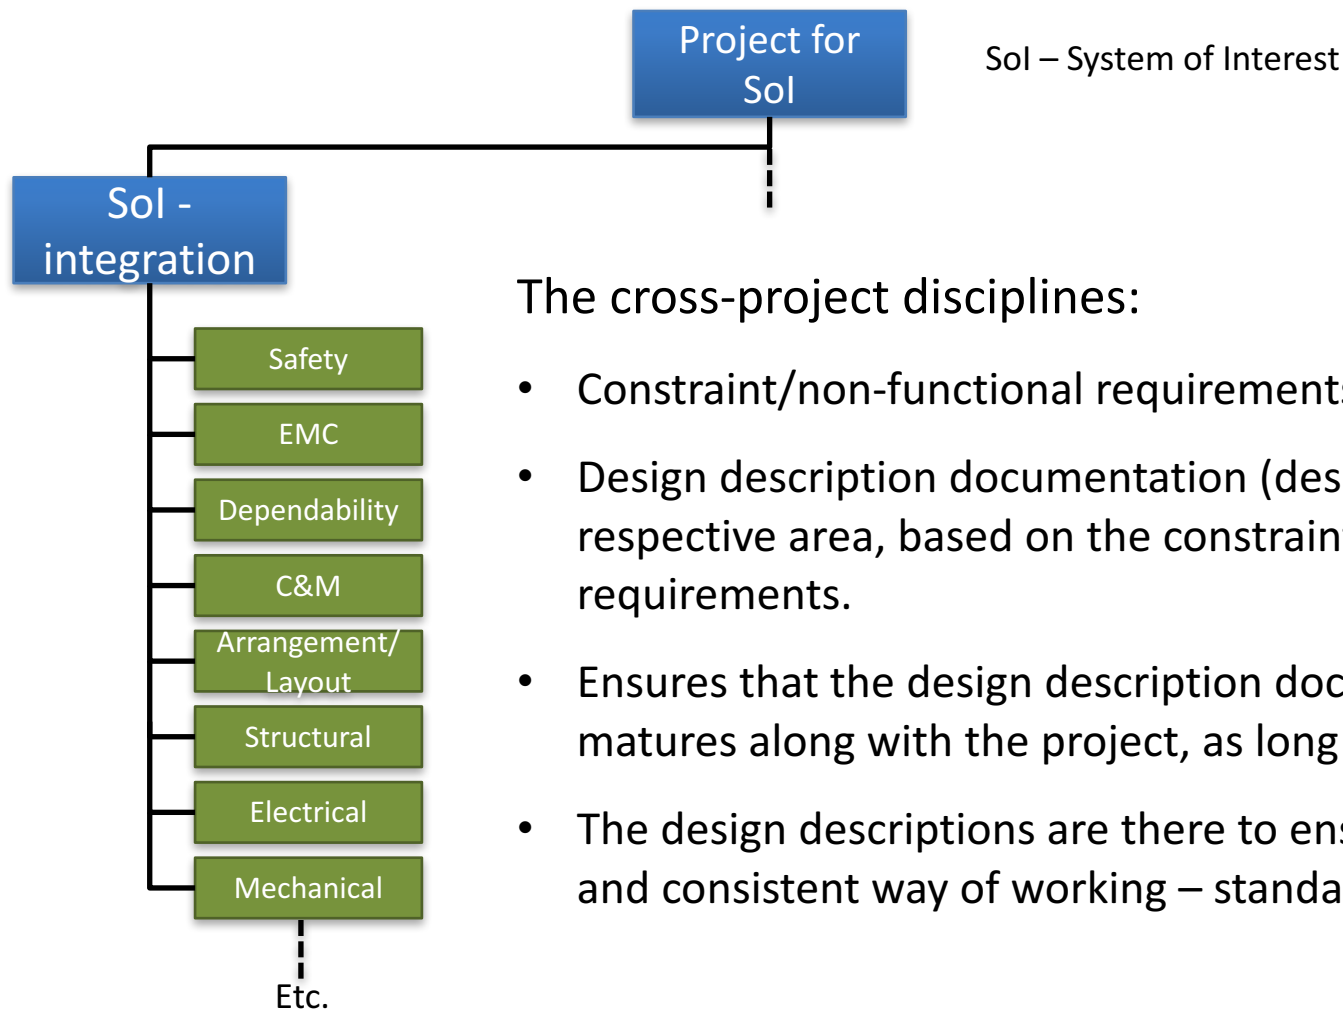 Project for
SoI
SoI – System of Interest
SoI -
integration
Safety
EMC
Dependability
C&M
Arrangement/
Layout
Structural
Electrical
Mechanical
Etc.
The cross-project disciplines:
• Constraint/non-functional requirements
• Design description documentation (des
respective area, based on the constrain
requirements.
• Ensures that the design description doc
matures along with the project, as long
• The design descriptions are there to ens
and consistent way of working – standa